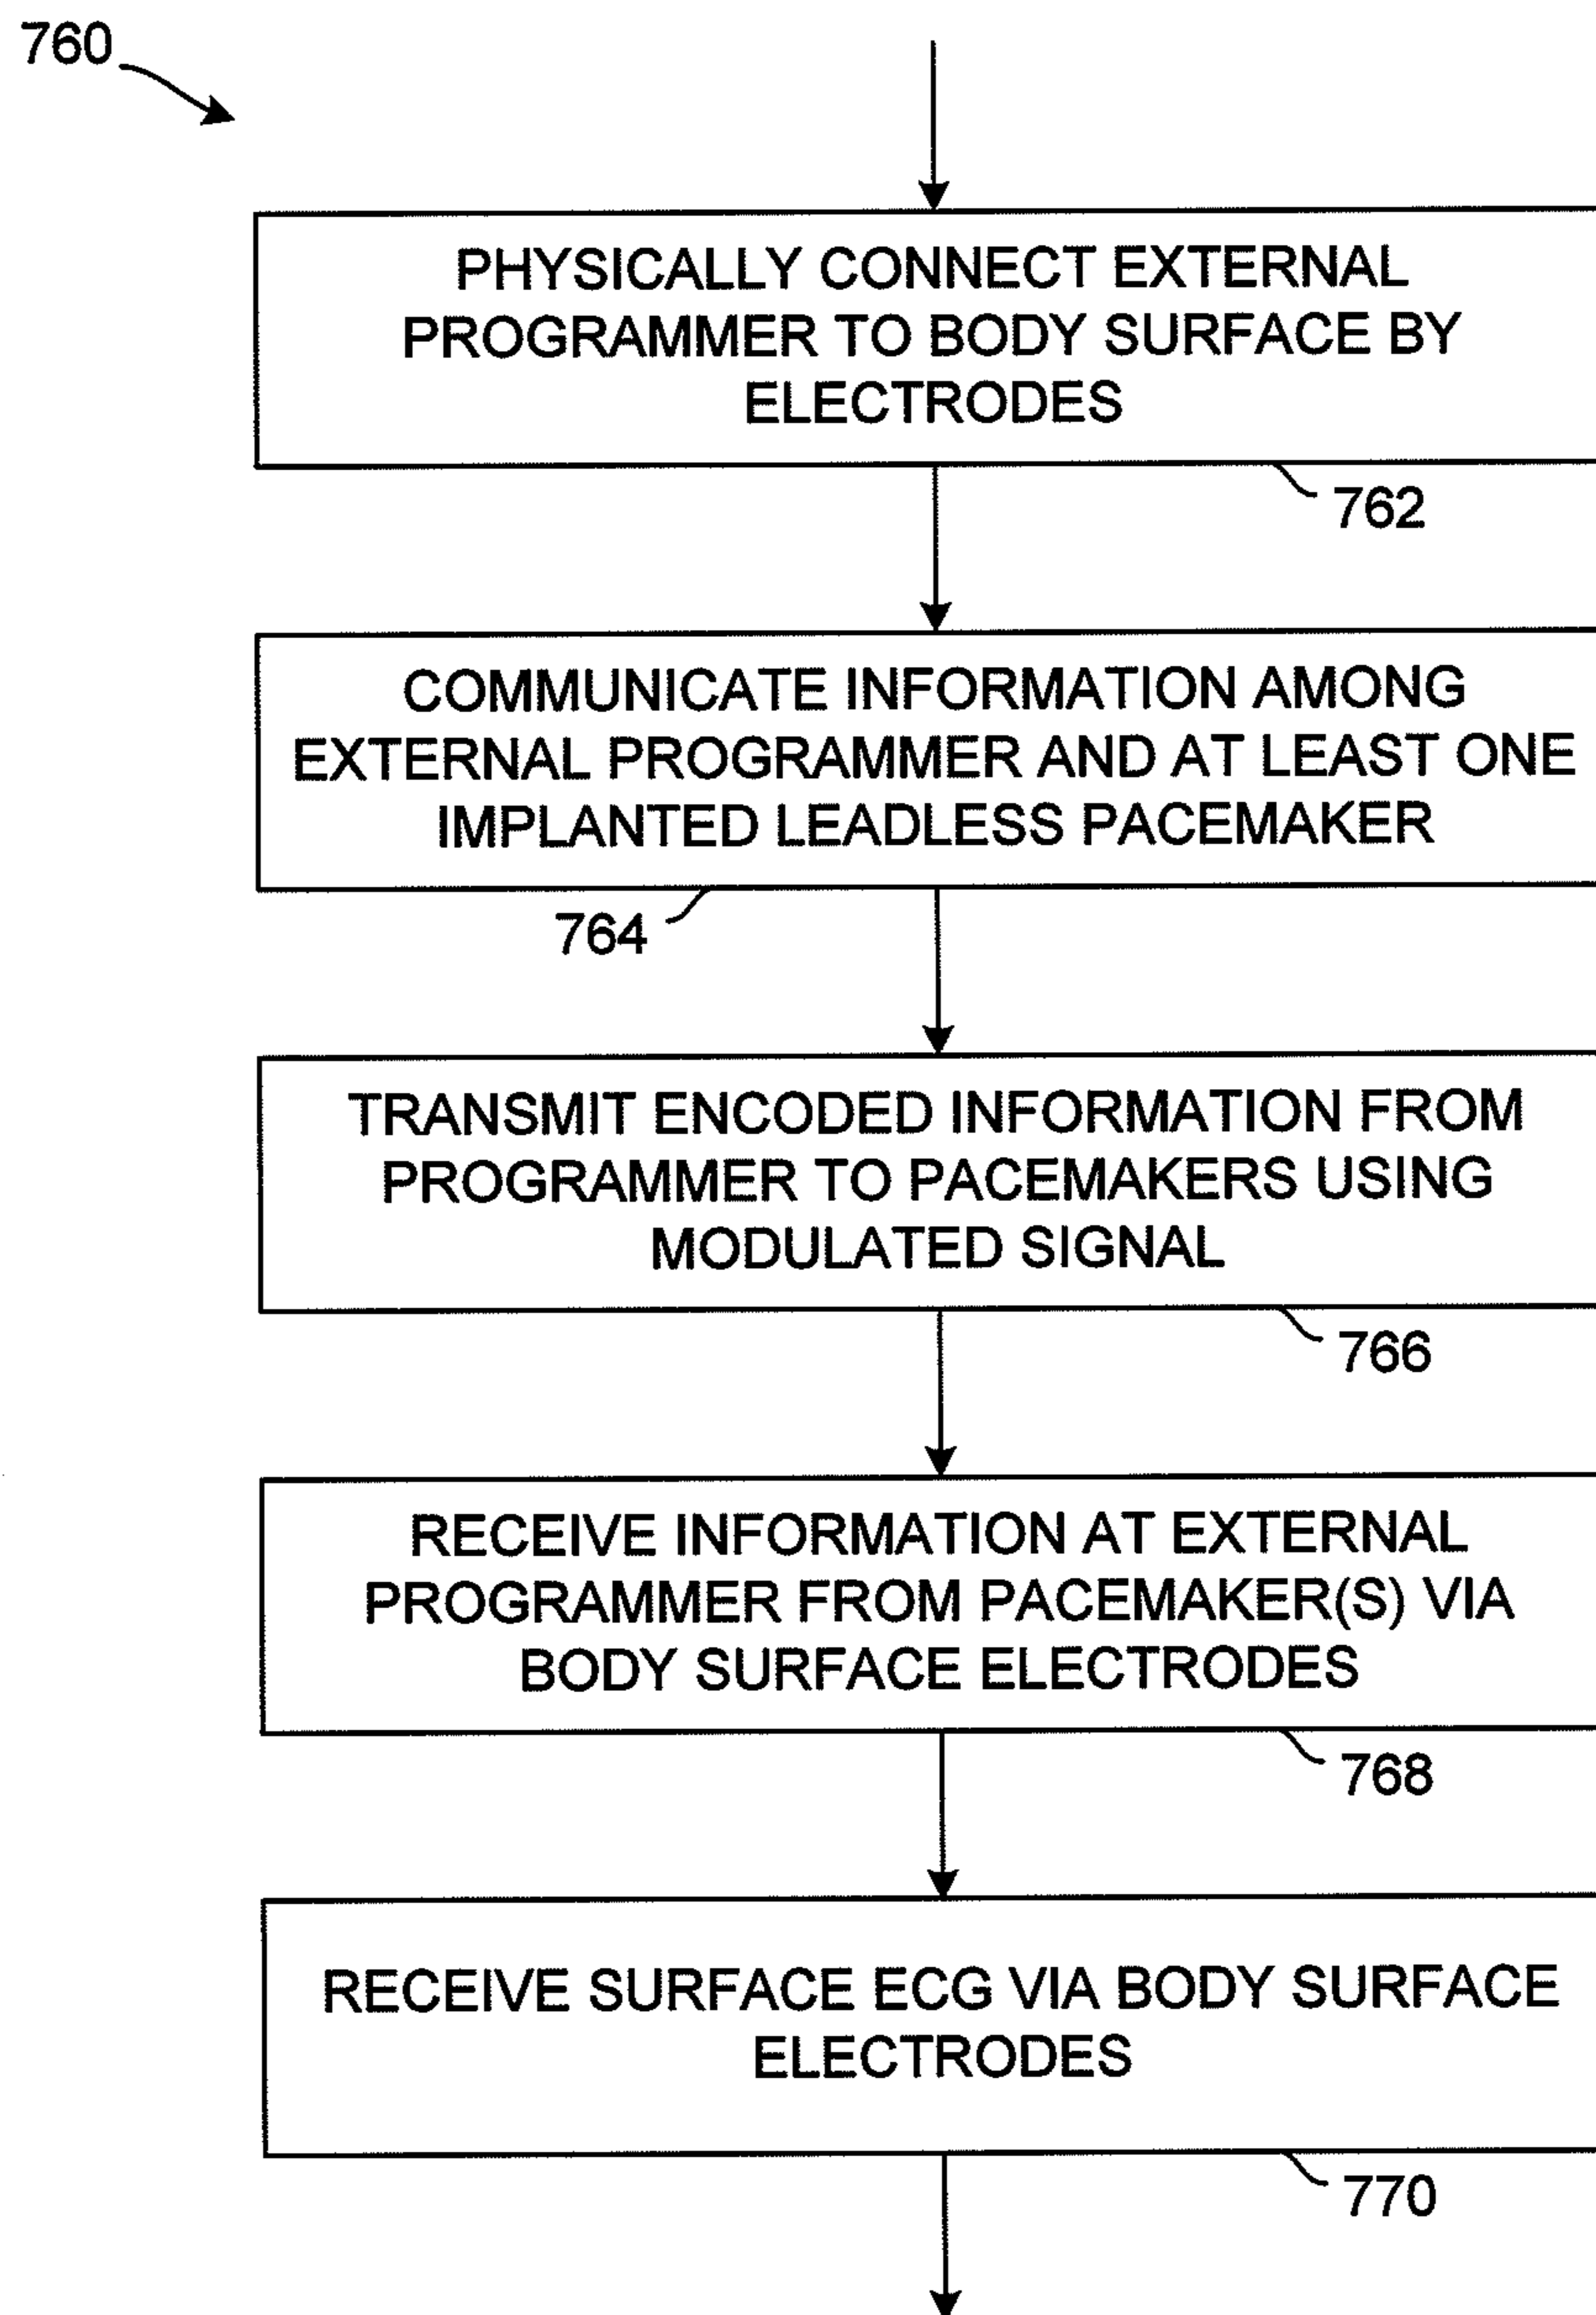 760
PHYSICALLY CONNECT EXTERNAL
PROGRAMMER TO BODY SURFACE BY
ELECTRODES
762
COMMUNICATE INFORMATION AMONG
EXTERNAL PROGRAMMER AND AT LEAST ONE
IMPLANTED LEADLESS PACEMAKER
764
TRANSMIT ENCODED INFORMATION FROM
PROGRAMMER TO PACEMAKERS USING
MODULATED SIGNAL
766
RECEIVE INFORMATION AT EXTERNAL
PROGRAMMER FROM PACEMAKER(S) VIA
BODY SURFACE ELECTRODES
768
RECEIVE SURFACE ECG VIA BODY SURFACE
ELECTRODES
770